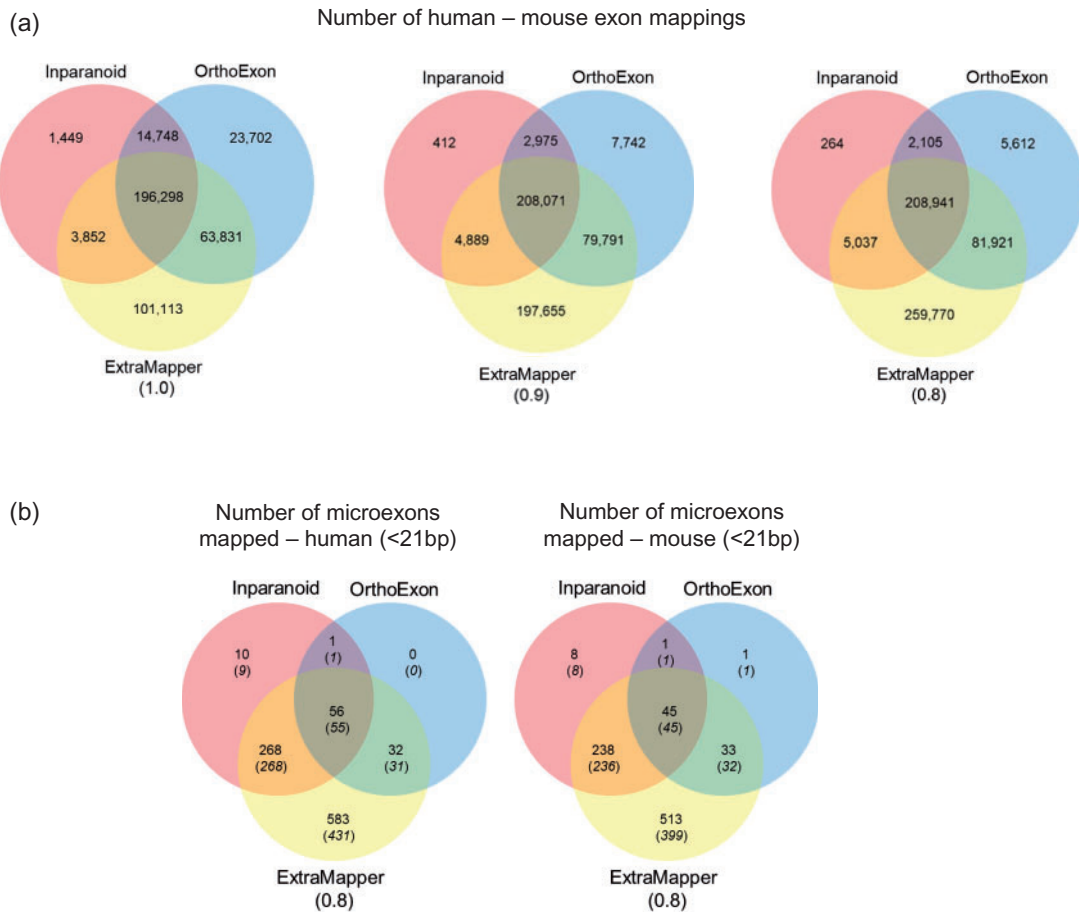 (a)
Number of human – mouse exon mappings
Inparanoid
OrthoExon
1,449
14,748
23,702
196,298
3,852
63,831
101,113
ExtraMapper
(1.0)
Inparanoid
OrthoExon
412
2,975
7,742
208,071
4,889
79,791
197,655
ExtraMapper
(0.9)
Inparanoid
OrthoExon
264
2,105
5,612
208,941
5,037
81,921
259,770
ExtraMapper
(0.8)
(b)
Number of microexons
mapped – human (<21bp)
Inparanoid
OrthoExon
10
(9)
1
(1)
0
(0)
56
(55)
268
(268)
32
(31)
583
(431)
ExtraMapper
(0.8)
Number of microexons
mapped – mouse (<21bp)
Inparanoid
OrthoExon
8
(8)
1
(1)
1
(1)
45
(45)
238
(236)
33
(32)
513
(399)
ExtraMapper
(0.8)